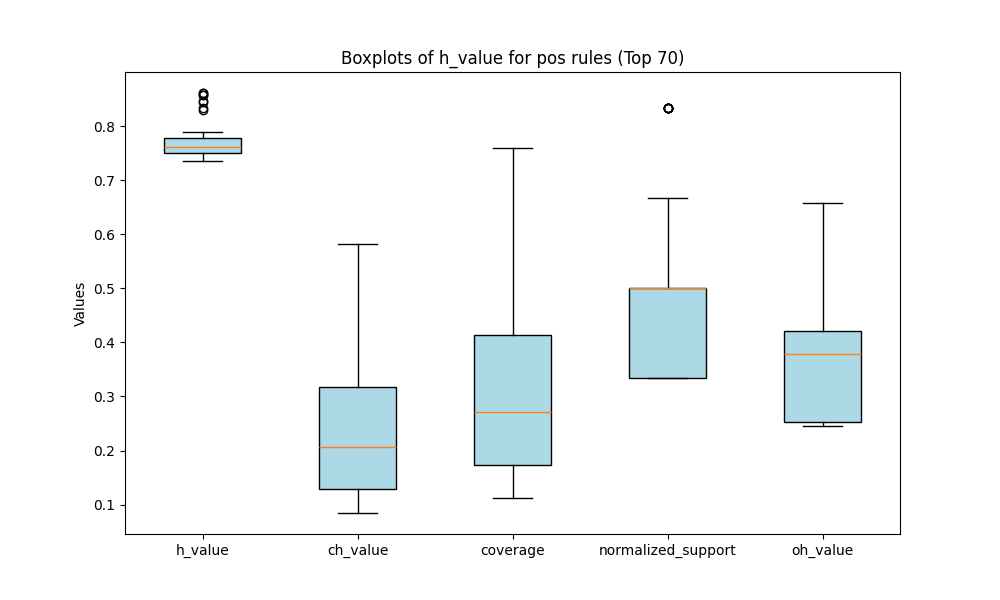 Boxplots of h_value for pos rules (Top 70)
Values
0.8
0.7
0.6
0.5
0.4
0.3
0.2
0.1
h_value ch_value coverage normalized_support oh_value